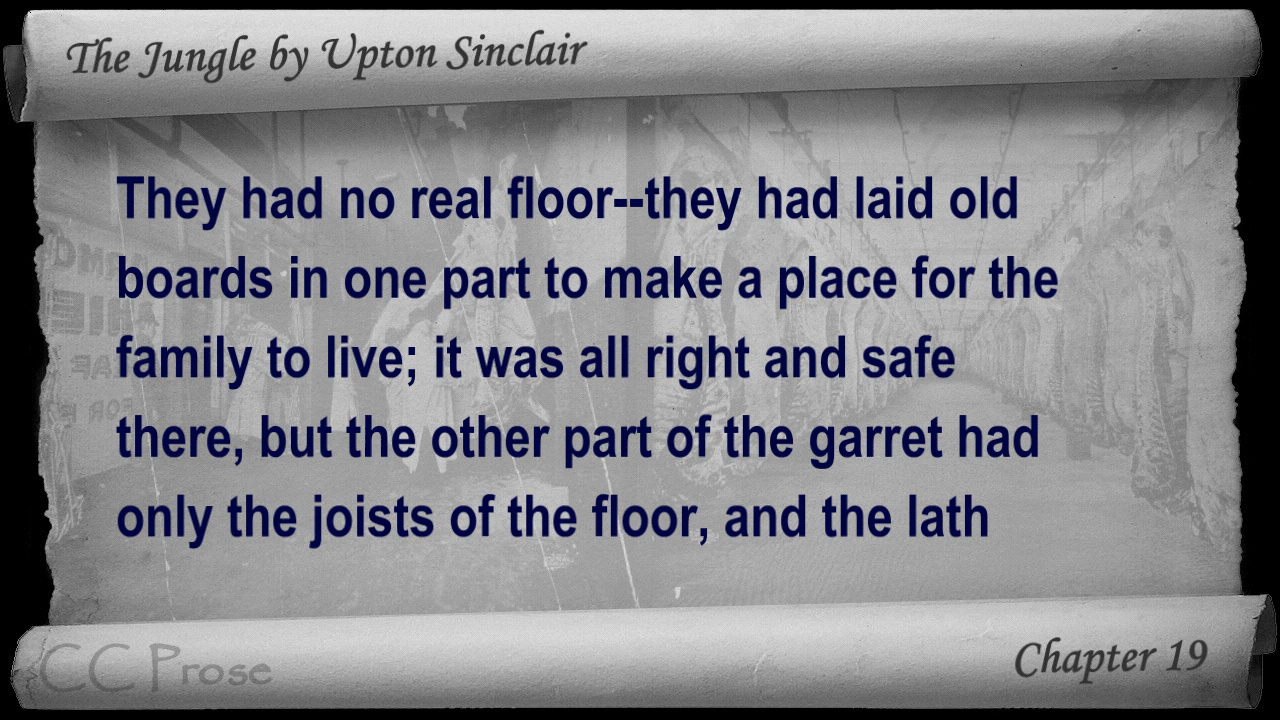 The Jungle by Upton Sinclair
They had no real floor--they had laid old
boards in one part to make a place for the
family to live; it was all right and safe
there, but the other part of the garret had
only the joists of the floor, and the lath
CC Prose
Chapter 19